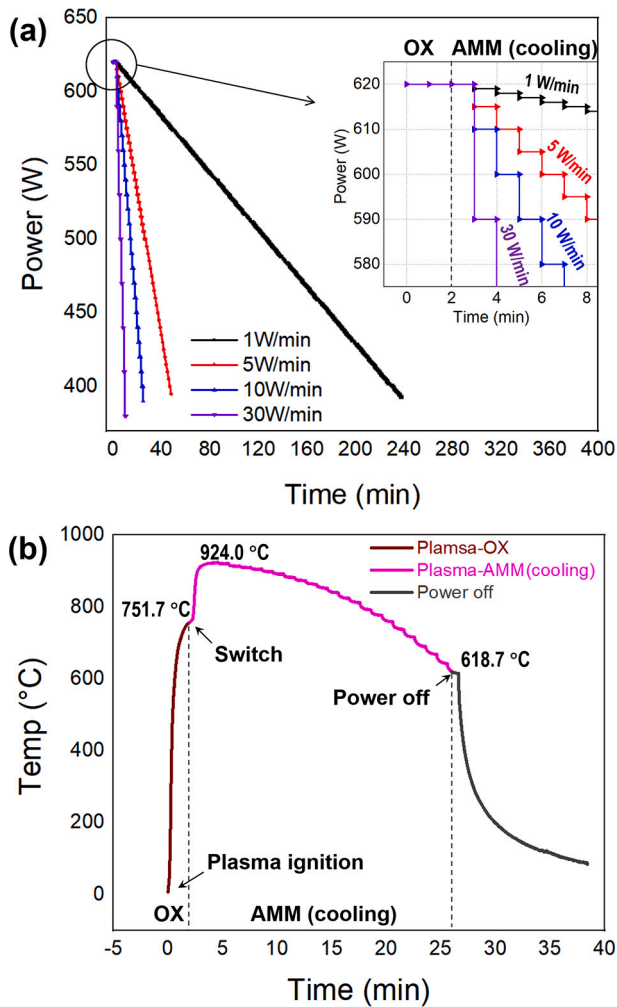 (a)
650
600
550
500
450
400
Power (W)
0 40 80 120 160 200 240 280 320 360 400
Time (min)
1W/min
5W/min
10W/min
30W/min
OX AMM (cooling)
620
610
600
590
580
Power (W)
0 2 4 6 8
Time (min)
1 W/min
5 W/min
10 W/min
30 W/min
(b)
1000
800
600
400
200
0
Temp (°C)
924.0 °C
751.7 °C
Switch
618.7 °C
Power off
Plasma ignition
OX AMM (cooling)
Plamsa-OX
Plasma-AMM(cooling)
Power off
-5 0 5 10 15 20 25 30 35 40
Time (min)